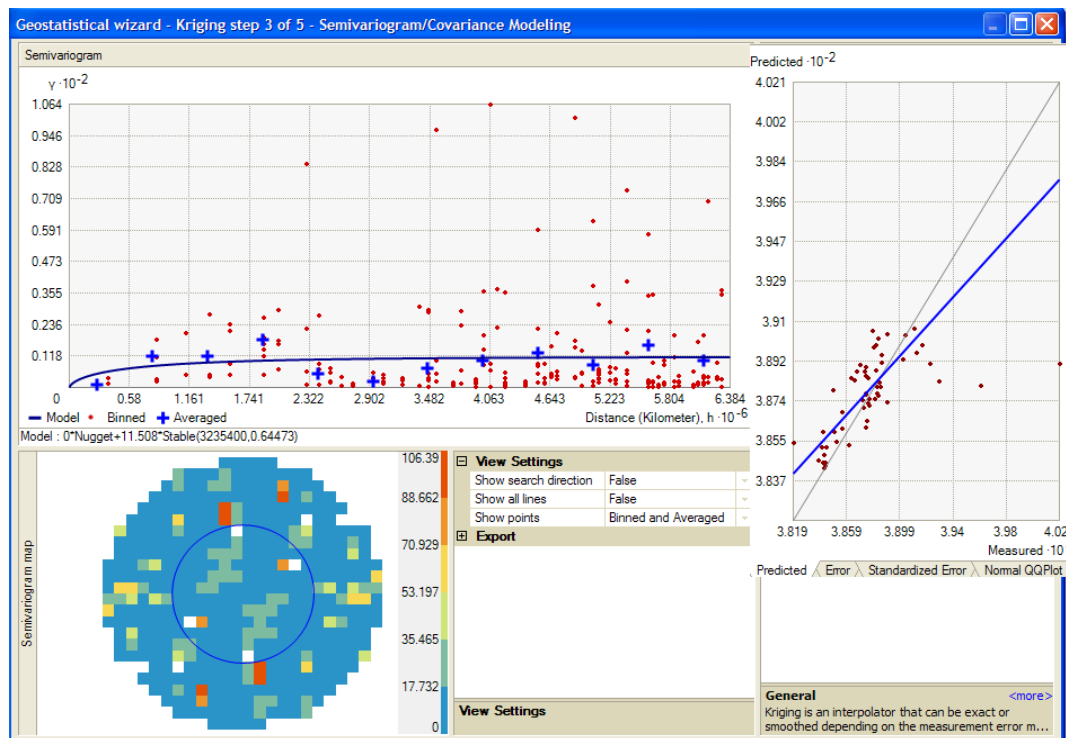 Geostatistical wizard - Kriging step 3 of 5 - Semivariogram/Covariance Modeling
Semivariogram
γ ·10⁻²
1.064
0.946
0.828
0.709
0.591
0.473
0.355
0.236
0.118
0 0.58 1.161 1.742 2.322 2.902 3.482 4.063 4.643 5.223 5.804 6.384
Model Binned Averaged
Distance (Kilometer), h ·10⁻⁶
Model : 0*Nugget+11.508*Stable(3235400,0.64473)
Predicted ·10⁻²
4.021
4.002
3.984
3.966
3.947
3.929
3.91
3.892
3.874
3.855
3.837
3.819 3.859 3.899 3.94 3.98 4.02
Measured ·10
Predicted Error Standardized Error Normal QQPlot
Semivariogram map
106.39
88.662
70.929
53.197
35.465
17.732
0
View Settings
Show search direction False
Show all lines False
Show points Binned and Averaged
Export
View Settings
General <more>
Kriging is an interpolator that can be exact or
smoothed depending on the measurement error m...